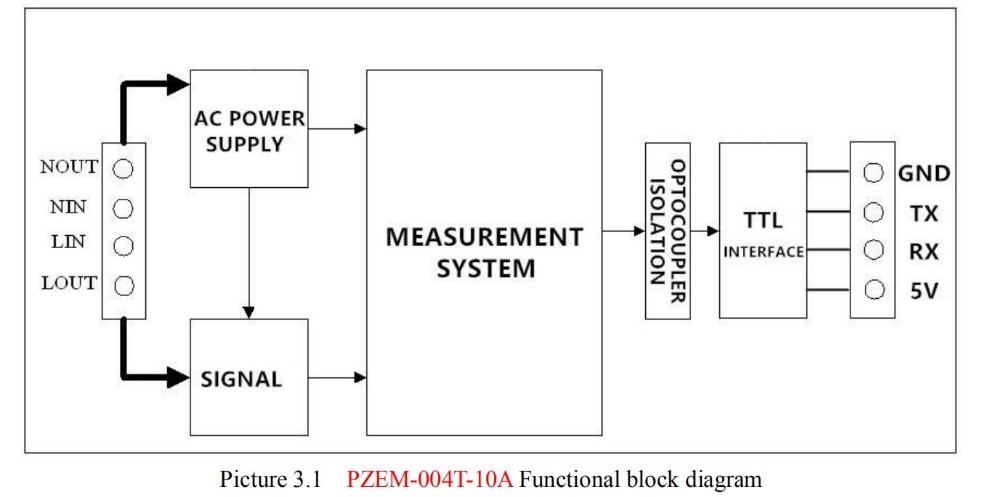 NOUT
NIN
LIN
LOUT
AC POWER
SUPPLY
SIGNAL
MEASUREMENT
SYSTEM
OPTOCOUPLER
ISOLATION
TTL
INTERFACE
GND
TX
RX
5V
Picture 3.1 PZEM-004T-10A Functional block diagram